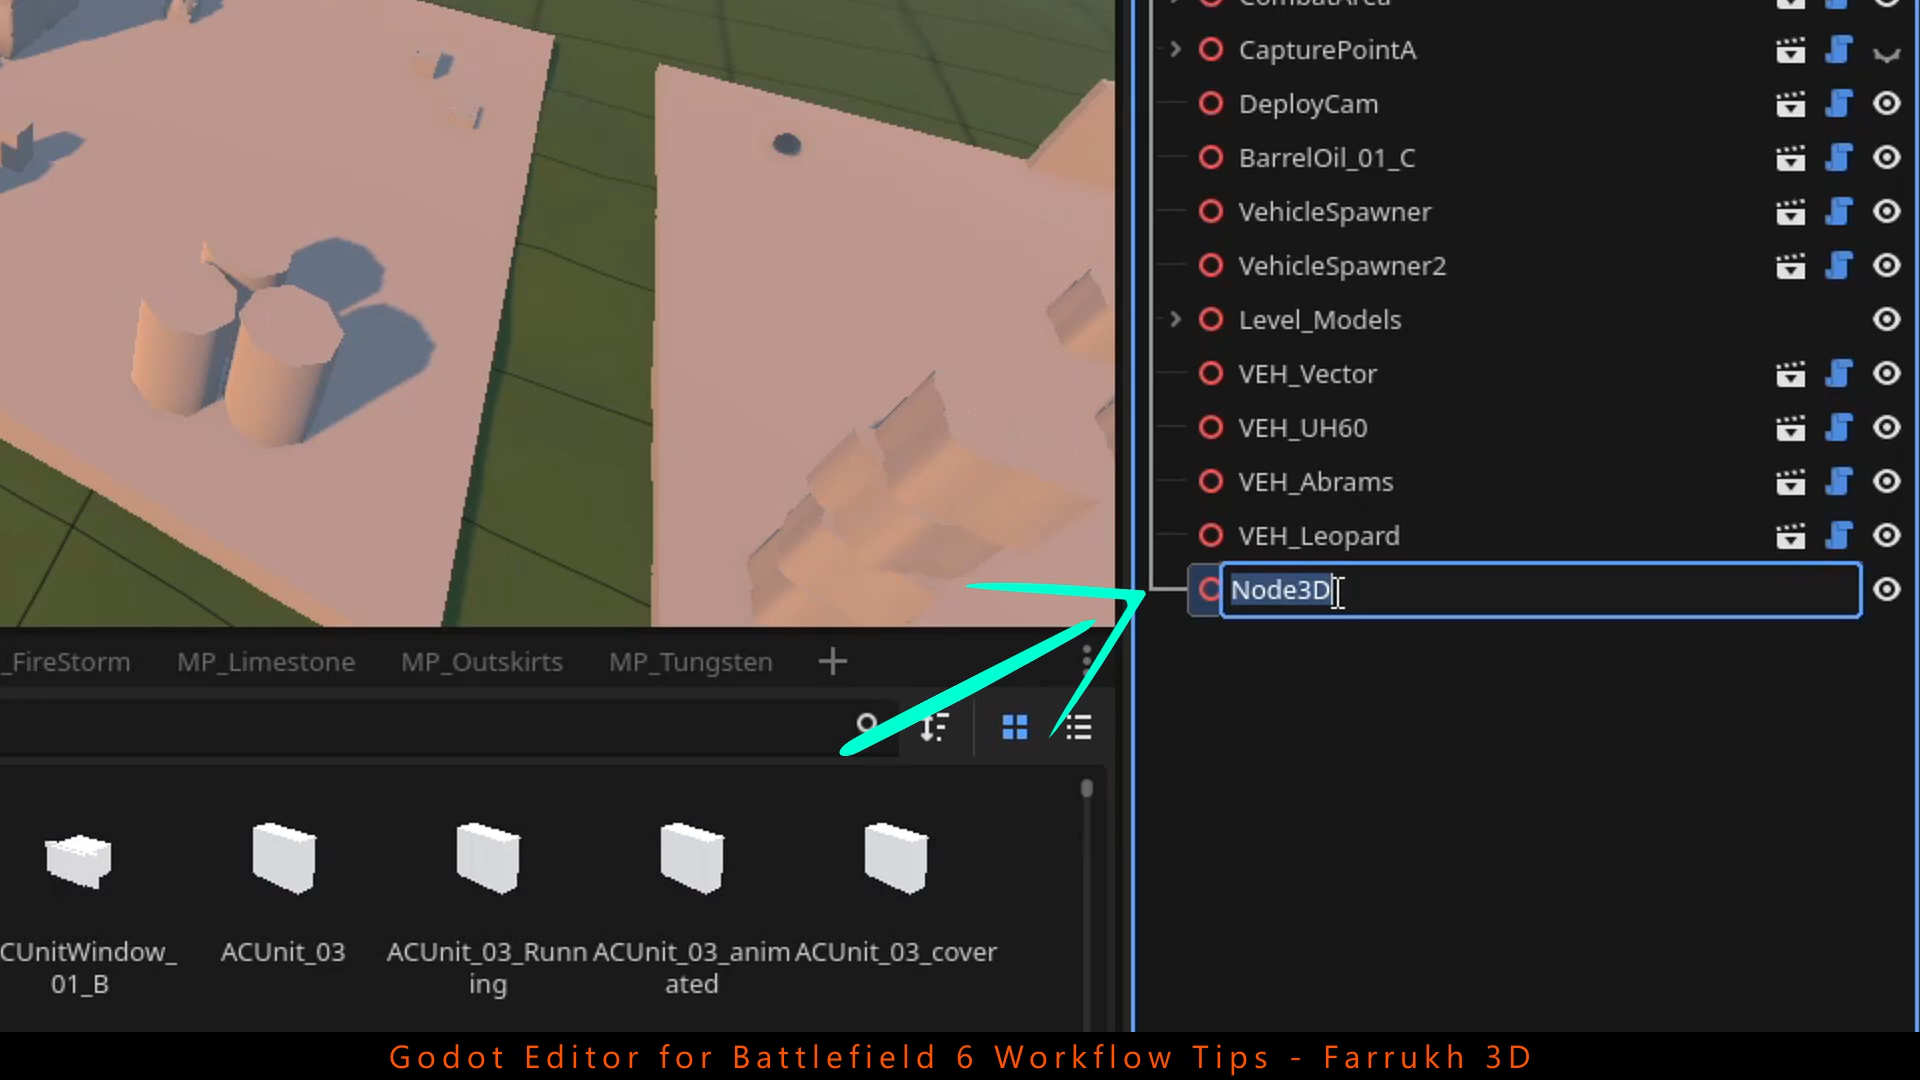 CombatArea
CapturePointA
DeployCam
BarrelOil_01_C
VehicleSpawner
VehicleSpawner2
Level_Models
VEH_Vector
VEH_UH60
VEH_Abrams
VEH_Leopard
Node3D
_FireStorm MP_Limestone MP_Outskirts MP_Tungsten
CUnitWindow_ ACUnit_03 ACUnit_03_Runn ACUnit_03_anim ACUnit_03_cover
01_B ing ated
Godot Editor for Battlefield 6 Workflow Tips - Farrukh 3D